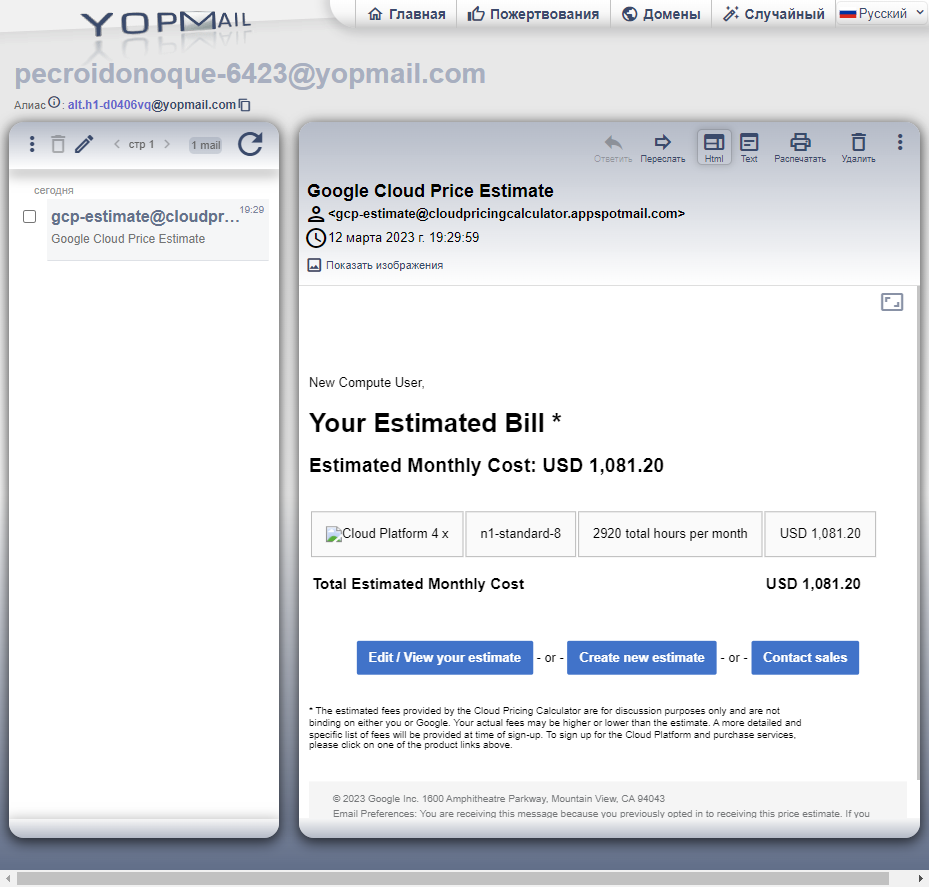 YOPMAIL
Главная
Пожертвования
Домены
Случайный
Русский
pecroidonoque-6423@yopmail.com
Алиас : alt.h1-d0406vq@yopmail.com
стр 1
1 mail
сегодня
gcp-estimate@cloudpr... 19:29
Google Cloud Price Estimate
Ответить
Переслать
Html
Text
Распечатать
Удалить
Google Cloud Price Estimate
<gcp-estimate@cloudpricingcalculator.appspotmail.com>
12 марта 2023 г. 19:29:59
Показать изображения
New Compute User,
Your Estimated Bill *
Estimated Monthly Cost: USD 1,081.20
Cloud Platform 4 x n1-standard-8 2920 total hours per month USD 1,081.20
Total Estimated Monthly Cost USD 1,081.20
Edit / View your estimate - or - Create new estimate - or - Contact sales
* The estimated fees provided by the Cloud Pricing Calculator are for discussion purposes only and are not
binding on either you or Google. Your actual fees may be higher or lower than the estimate. A more detailed and
specific list of fees will be provided at time of sign-up. To sign up for the Cloud Platform and purchase services,
please click on one of the product links above.
© 2023 Google Inc. 1600 Amphitheatre Parkway, Mountain View, CA 94043
Email Preferences: You are receiving this message because you previously opted in to receiving this price estimate. If you